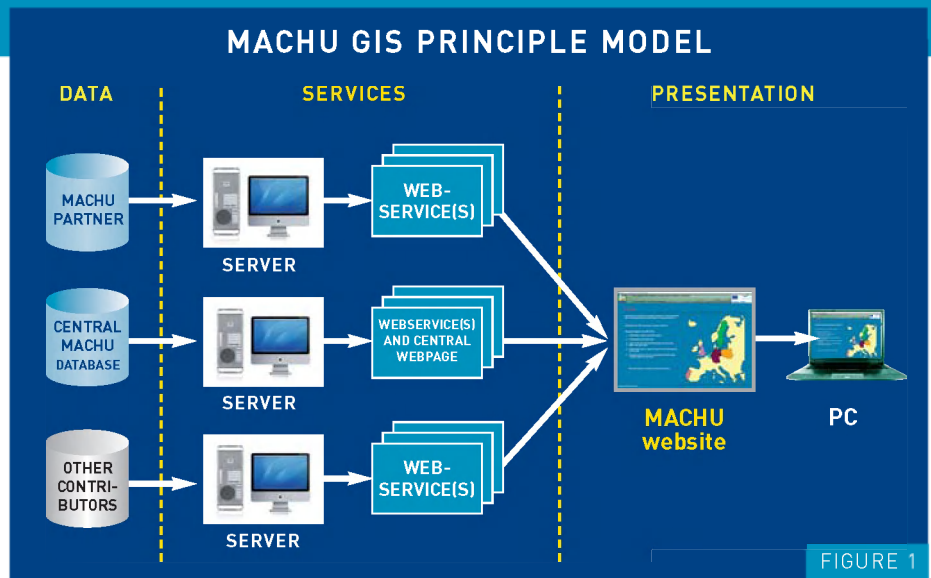 MACHU GIS PRINCIPLE MODEL
DATA
SERVICES
PRESENTATION
MACHU
PARTNER
SERVER
WEB-
SERVICE(S)
CENTRAL
MACHU
DATABASE
SERVER
WEBSERVICE(S)
AND CENTRAL
WEBPAGE
MACHU
website
PC
OTHER
CONTRI-
BUTORS
SERVER
WEB-
SERVICE(S)
FIGURE 1